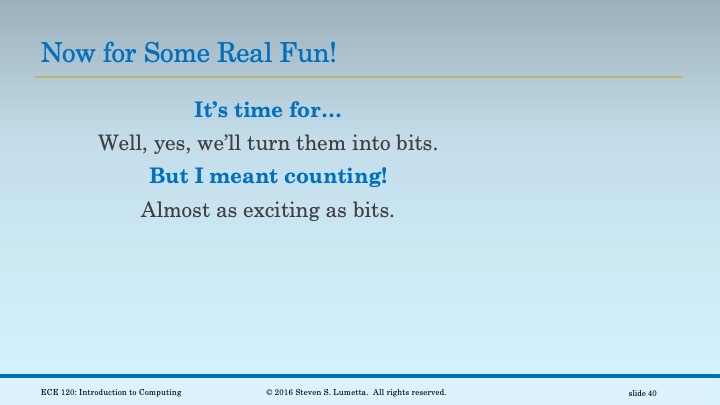 Now for Some Real Fun!
It's time for…
Well, yes, we'll turn them into bits.
But I meant counting!
Almost as exciting as bits.
ECE 120: Introduction to Computing
© 2016 Steven S. Lumetta. All rights reserved.
slide 40